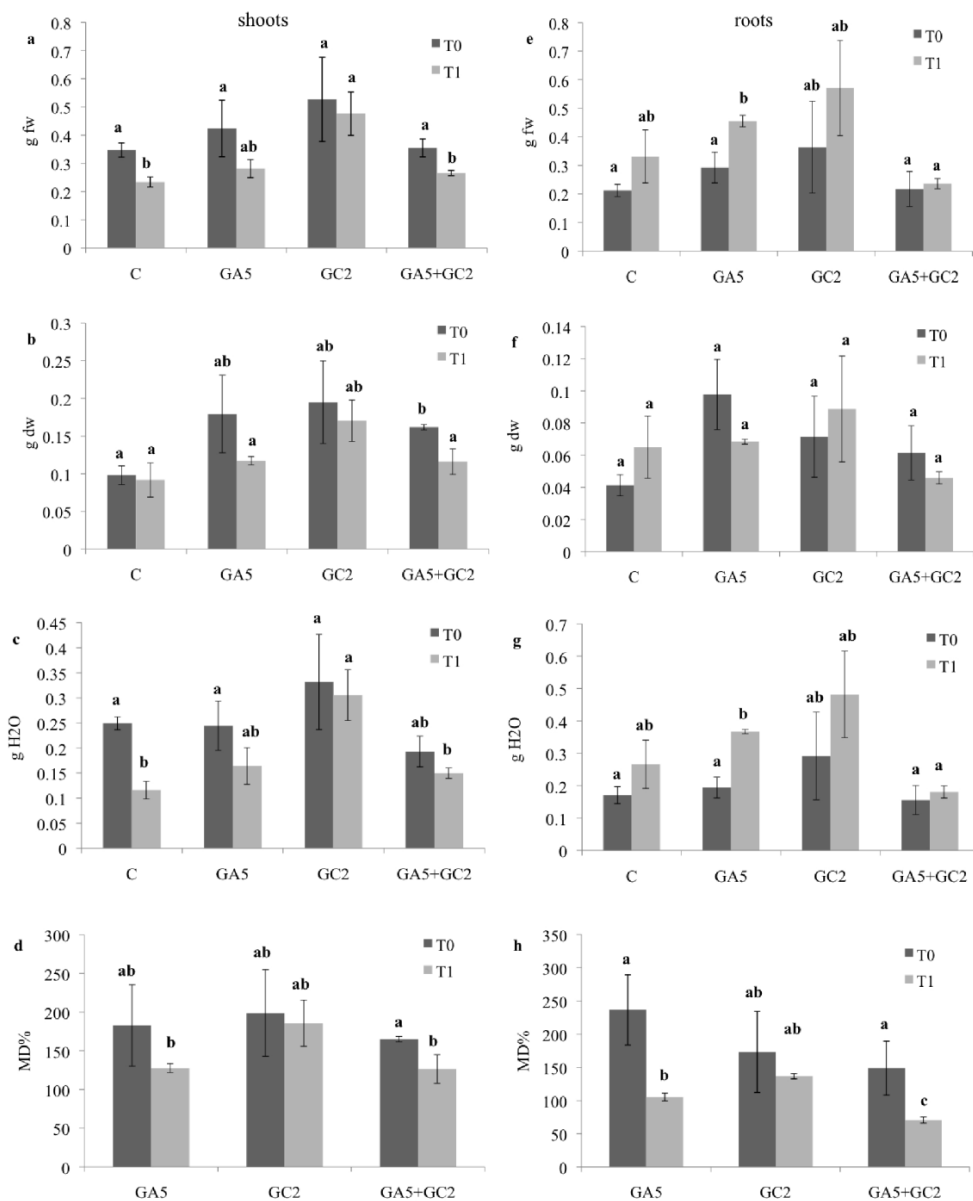 shoots
a
g fw
0.8
0.7
0.6
0.5
0.4
0.3
0.2
0.1
0
T0
T1
a
b
a
ab
a
a
a
b
C GA5 GC2 GA5+GC2
roots
e
g fw
0.8
0.7
0.6
0.5
0.4
0.3
0.2
0.1
0
T0
T1
a
ab
a
b
ab
ab
a
a
C GA5 GC2 GA5+GC2
b
g dw
0.3
0.25
0.2
0.15
0.1
0.05
0
T0
T1
a
a
ab
a
ab
ab
b
a
C GA5 GC2 GA5+GC2
f
g dw
0.14
0.12
0.1
0.08
0.06
0.04
0.02
0
T0
T1
a
a
a
a
a
a
a
a
C GA5 GC2 GA5+GC2
c
g H2O
0.45
0.4
0.35
0.3
0.25
0.2
0.15
0.1
0.05
0
T0
T1
a
b
a
ab
a
a
ab
b
C GA5 GC2 GA5+GC2
g
g H2O
0.7
0.6
0.5
0.4
0.3
0.2
0.1
0
T0
T1
a
ab
a
b
ab
ab
a
a
C GA5 GC2 GA5+GC2
d
MD%
300
250
200
150
100
50
0
T0
T1
ab
b
ab
ab
a
b
GA5 GC2 GA5+GC2
h
MD%
350
300
250
200
150
100
50
0
T0
T1
a
b
ab
ab
a
c
GA5 GC2 GA5+GC2